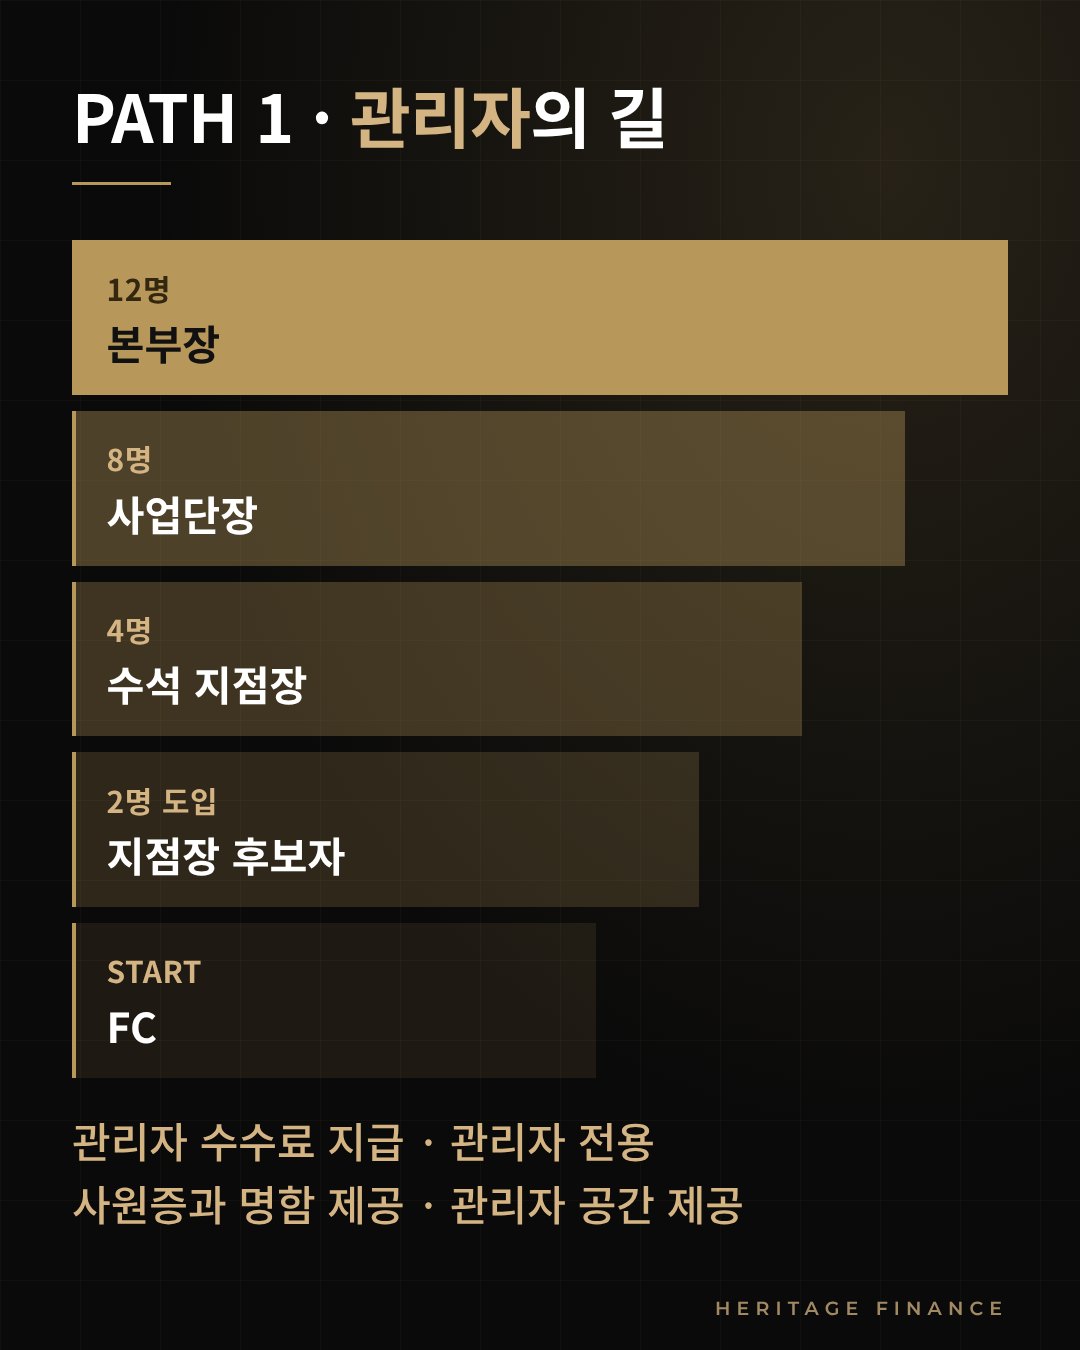 PATH 1 · 관리자의 길
12명
본부장
8명
사업단장
4명
수석 지점장
2명 도입
지점장 후보자
START
FC
관리자 수수료 지급 · 관리자 전용
사원증과 명함 제공 · 관리자 공간 제공
HERITAGE FINANCE